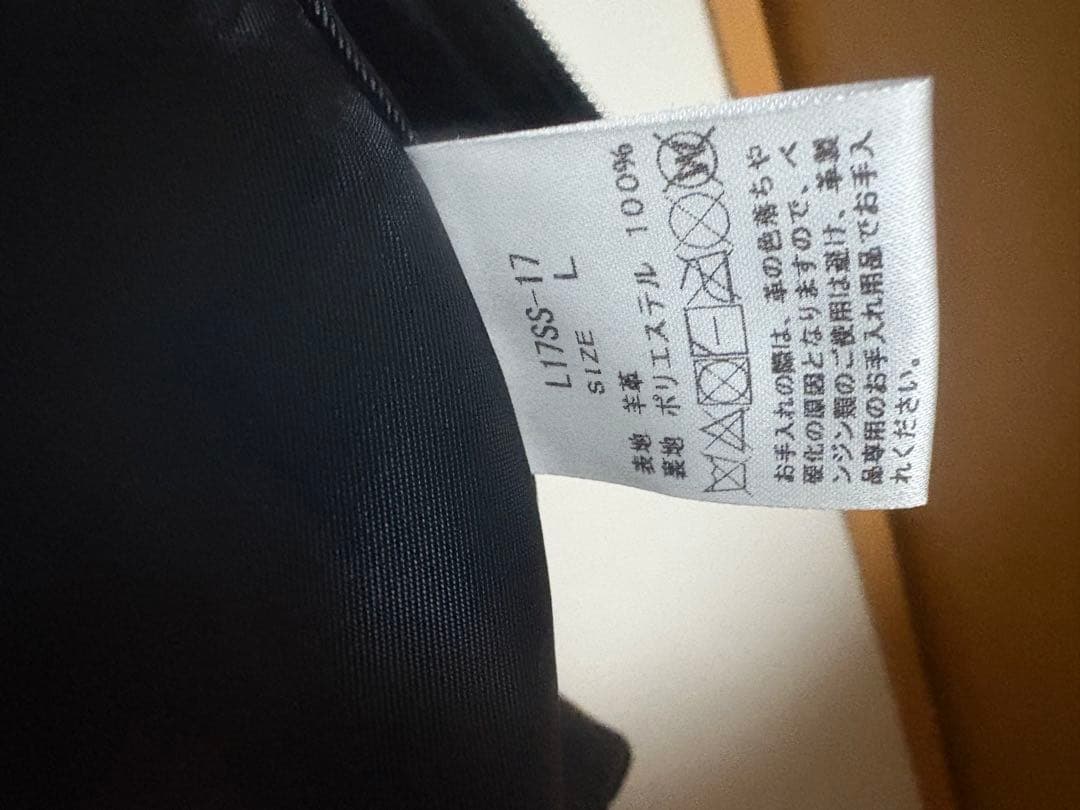 L17SS-17
SIZE L
表地 羊革
裏地 ポリエステル 100%
W
お手入れの際は、革の色落ちや
硬化の原因となりますので、ベ
ンジン類のご使用は避け、革製
品専用のお手入れ用品でお手入
れください。